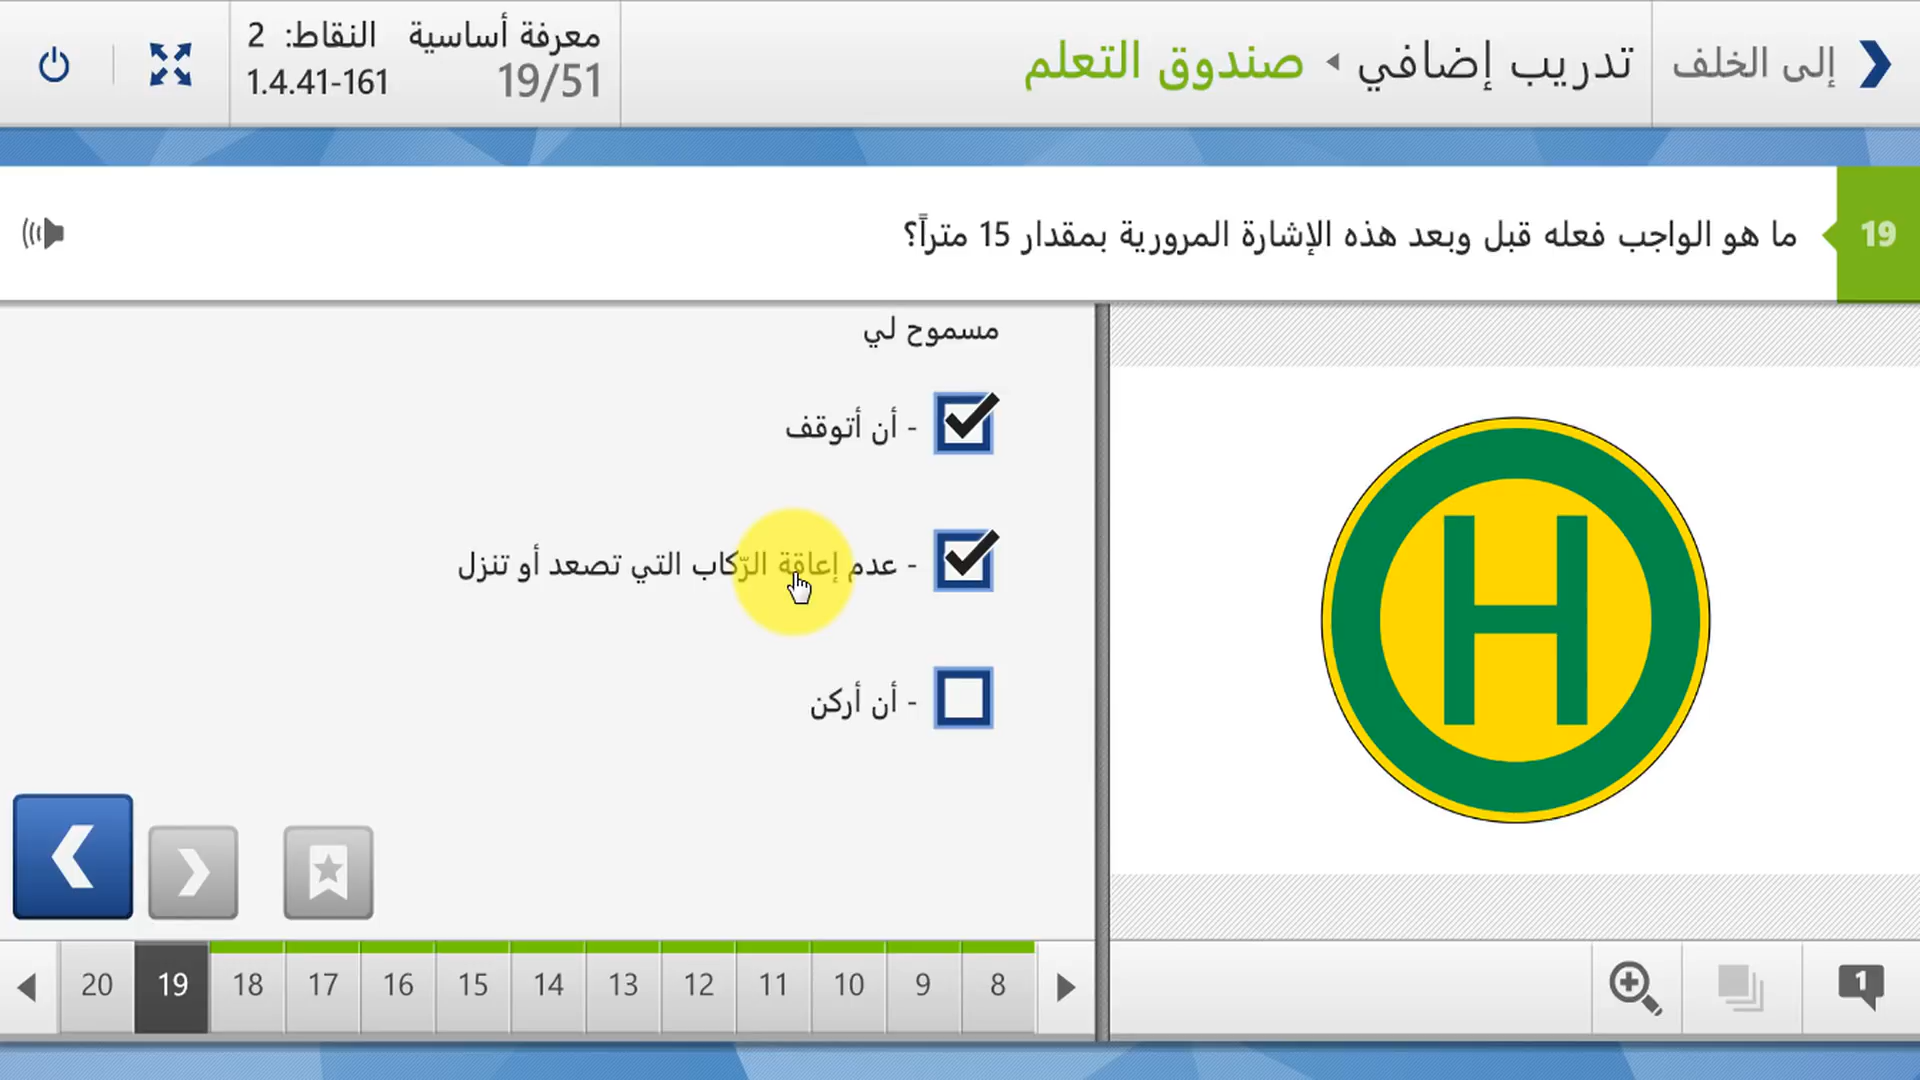 إلى الخلف
تدريب إضافي ◂ صندوق التعلم
معرفة أساسية النقاط: 2
19/51 1.4.41-161
19
ما هو الواجب فعله قبل وبعد هذه الإشارة المرورية بمقدار 15 متراً؟
مسموح لي
- أن أتوقف
- عدم إعاقة الرّكاب التي تصعد أو تنزل
- أن أركن
H
8 9 10 11 12 13 14 15 16 17 18 19 20
1